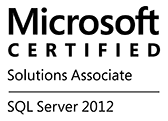 Microsoft
CERTIFIED
Solutions Associate
SQL Server 2012